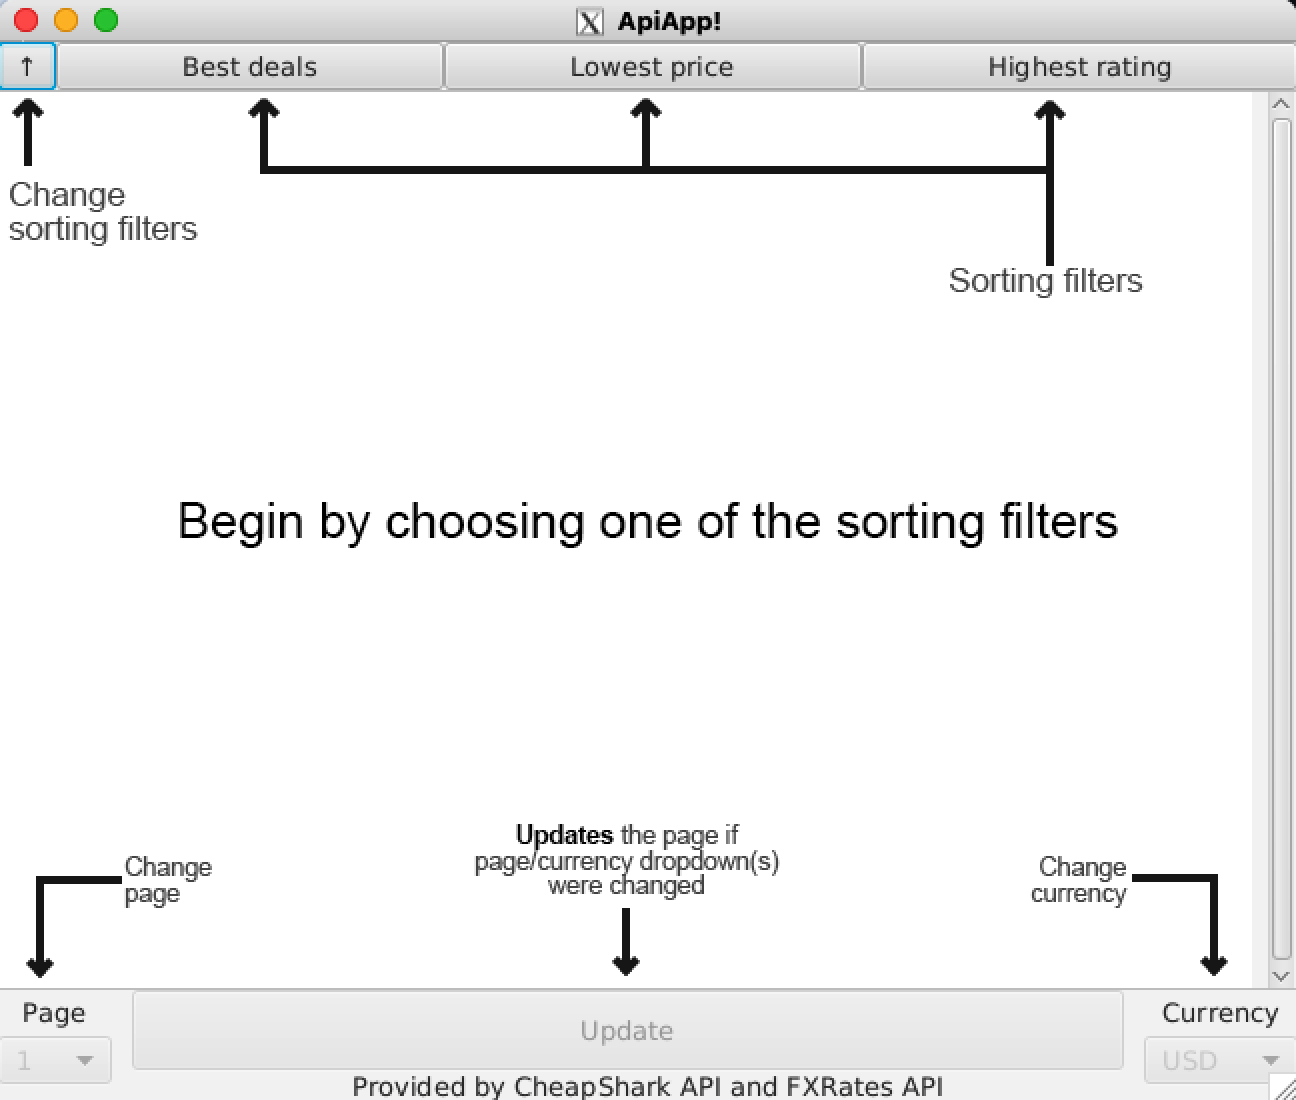 ApiApp!
↑ Best deals Lowest price Highest rating
Change
sorting filters
Sorting filters
Begin by choosing one of the sorting filters
Updates the page if
page/currency dropdown(s)
were changed
Change
page
Change
currency
Page
1
Update
Currency
USD
Provided by CheapShark API and FXRates API